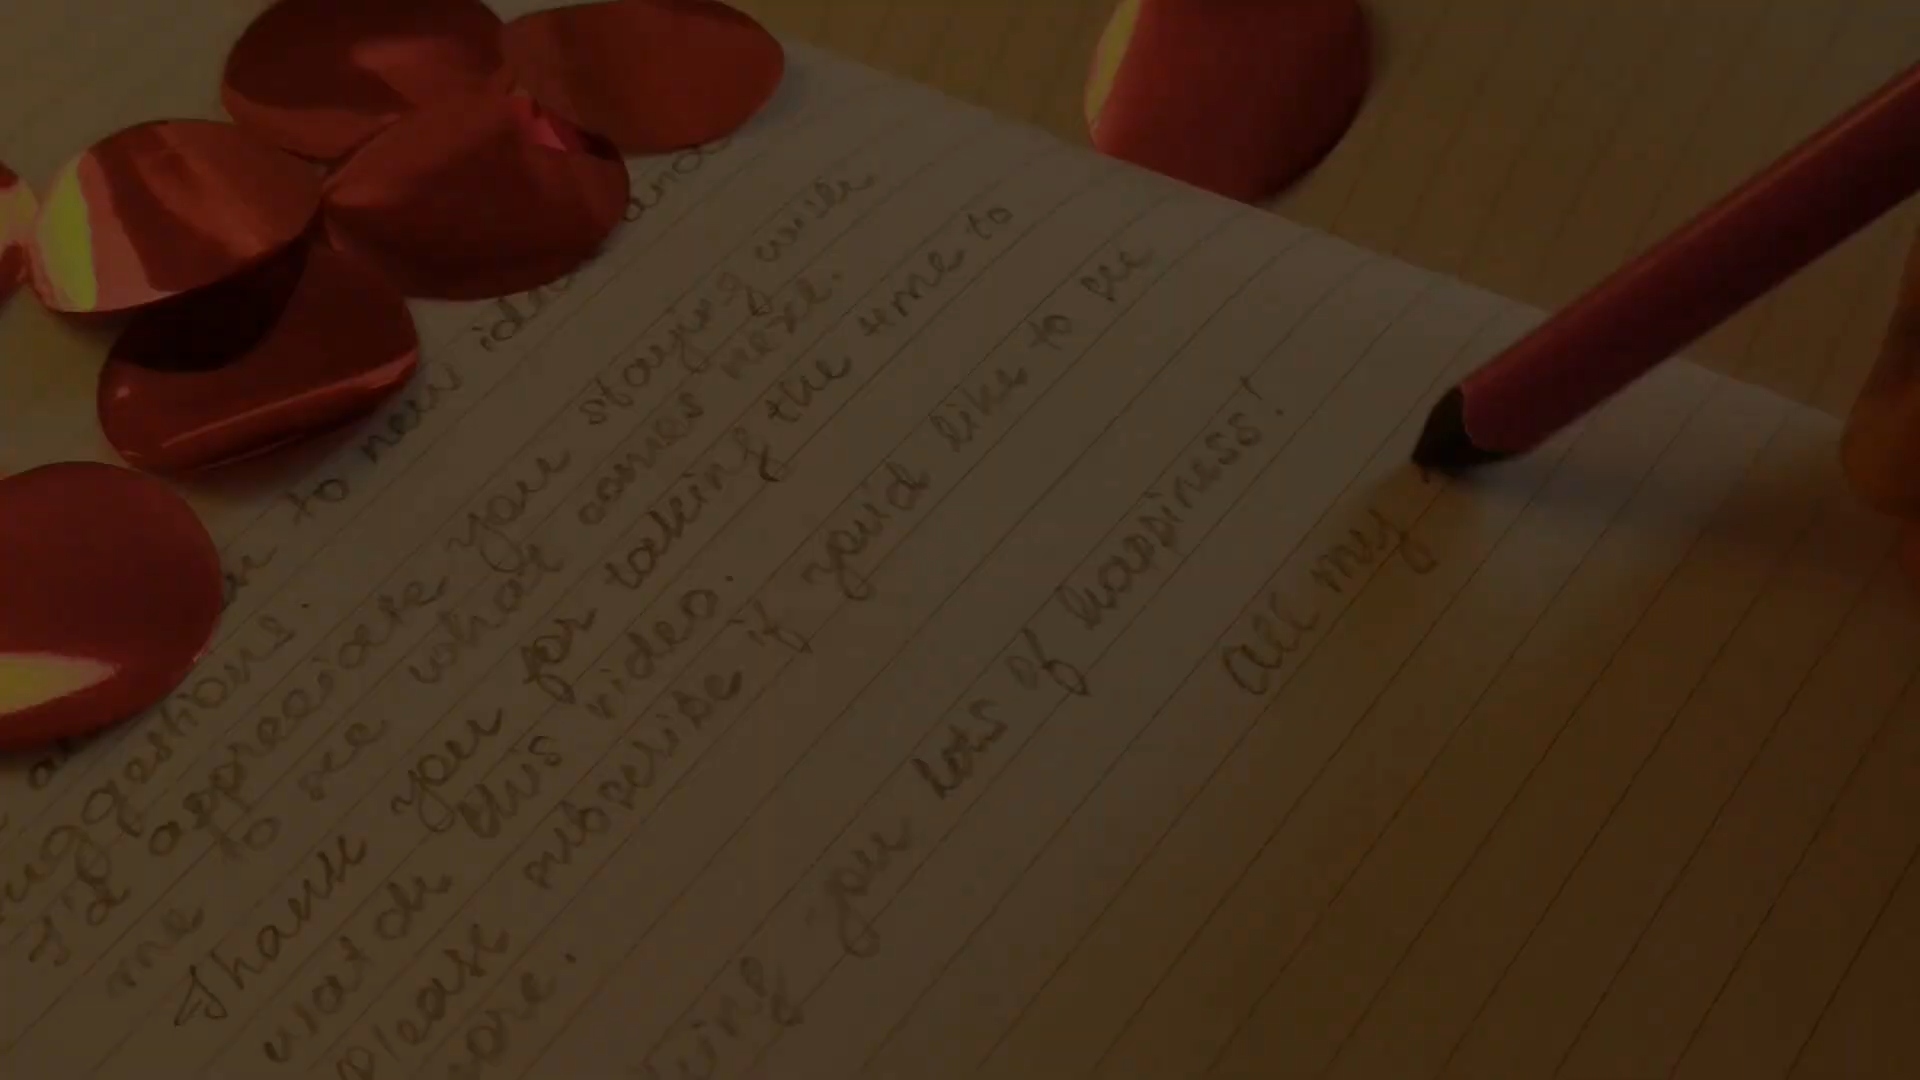 to new ideas and
suggestions.
I'd appreciate you staying with
me to see what comes next.
Thank you for taking the time to
watch this video.
Please subscribe if you'd like to see
more.
you lots of happiness!
All my